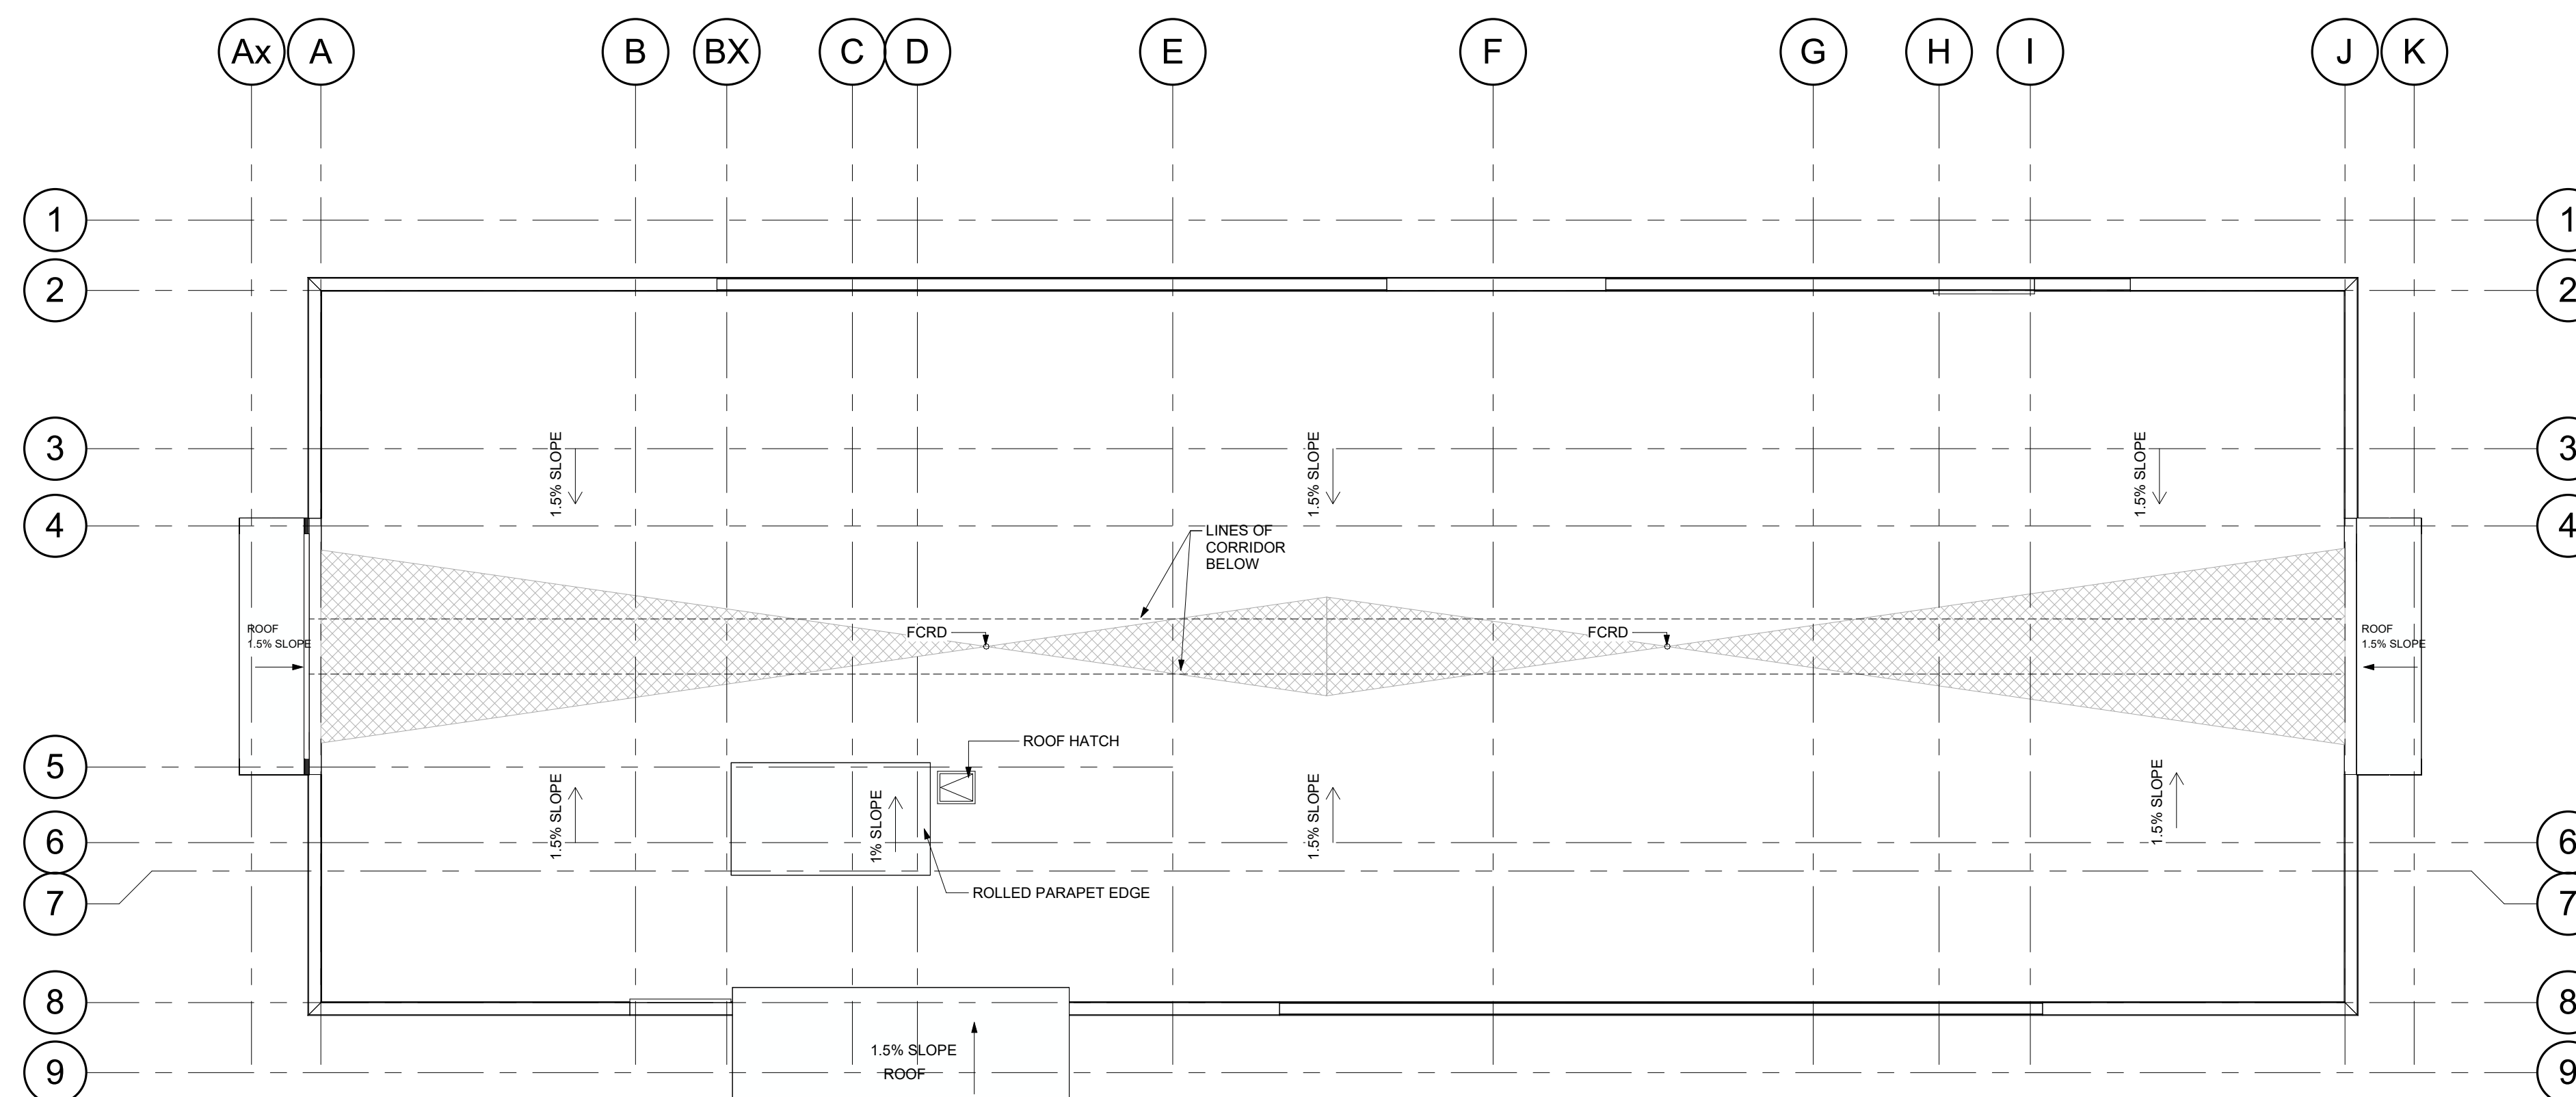 Ax A B BX C D E F G H I J K
1 1
2 2
3 3
1.5% SLOPE 1.5% SLOPE 1.5% SLOPE
4 4
LINES OF
CORRIDOR
BELOW
ROOF
1.5% SLOPE
FCRD
FCRD
ROOF
1.5% SLOPE
ROOF HATCH
5
1.5% SLOPE 1% SLOPE 1.5% SLOPE 1.5% SLOPE
6 6
ROLLED PARAPET EDGE
7 7
8 8
1.5% SLOPE
ROOF
9 9